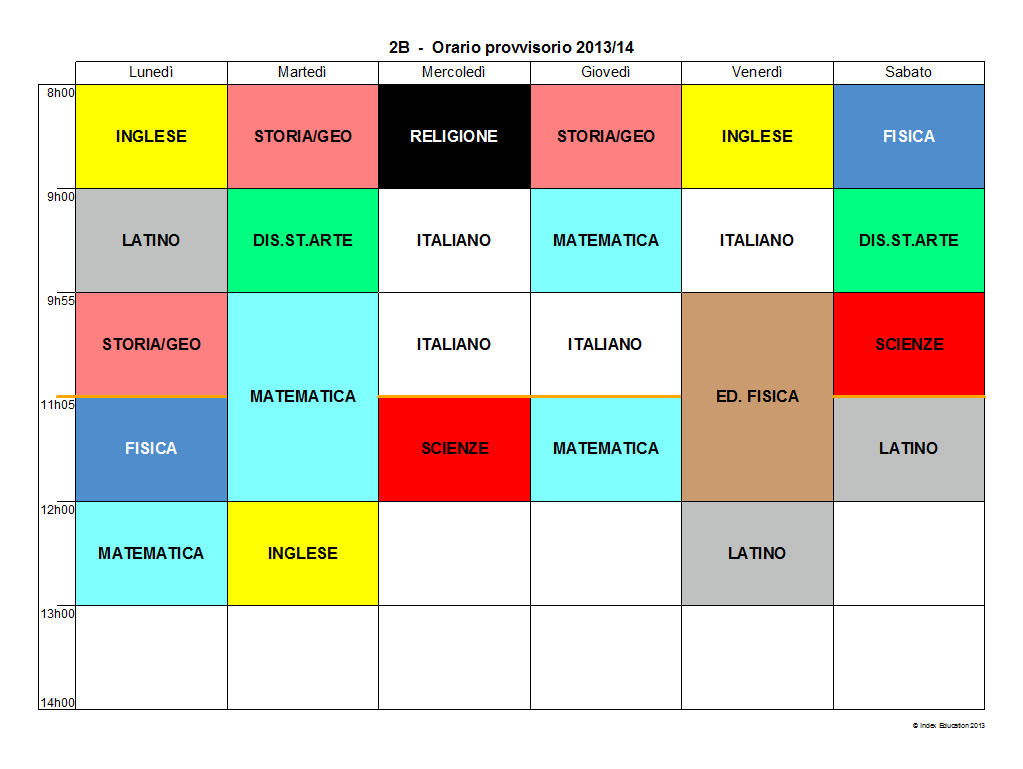 2B - Orario provvisorio 2013/14
Lunedì Martedì Mercoledì Giovedì Venerdì Sabato
8h00
INGLESE STORIA/GEO RELIGIONE STORIA/GEO INGLESE FISICA
9h00
LATINO DIS.ST.ARTE ITALIANO MATEMATICA ITALIANO DIS.ST.ARTE
9h55
STORIA/GEO ITALIANO ITALIANO SCIENZE
MATEMATICA ED. FISICA
11h05
FISICA SCIENZE MATEMATICA LATINO
12h00
MATEMATICA INGLESE LATINO
13h00
14h00
© Index Education 2013